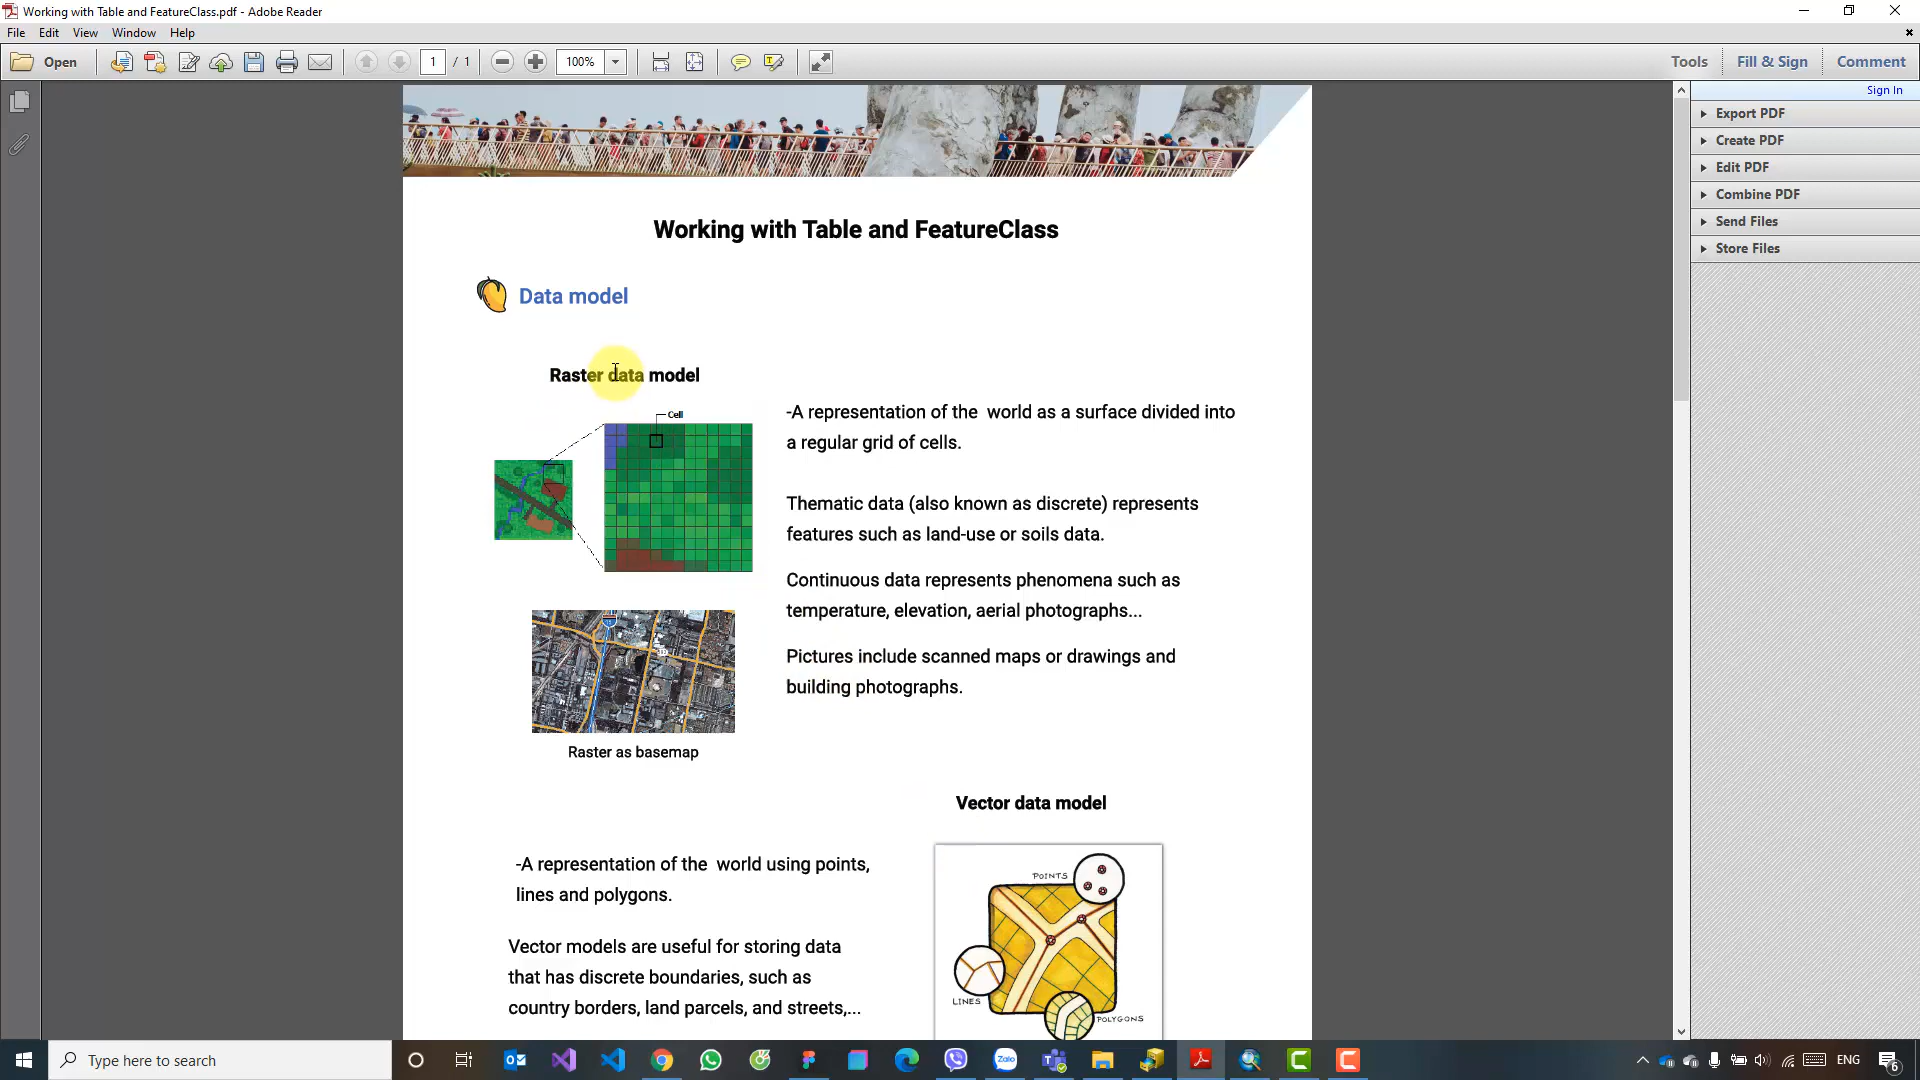 Working with Table and FeatureClass.pdf - Adobe Reader
File Edit View Window Help
Open 1 / 1 100% Tools Fill & Sign Comment
Sign In
Export PDF
Create PDF
Edit PDF
Combine PDF
Send Files
Store Files
Working with Table and FeatureClass
Data model
Raster data model
Cell
-A representation of the world as a surface divided into
a regular grid of cells.
Thematic data (also known as discrete) represents
features such as land-use or soils data.
Continuous data represents phenomena such as
temperature, elevation, aerial photographs...
Pictures include scanned maps or drawings and
building photographs.
Raster as basemap
Vector data model
-A representation of the world using points,
lines and polygons.
Vector models are useful for storing data
that has discrete boundaries, such as
country borders, land parcels, and streets,...
POINTS
LINES
POLYGONS
Type here to search
Zalo
ENG
6